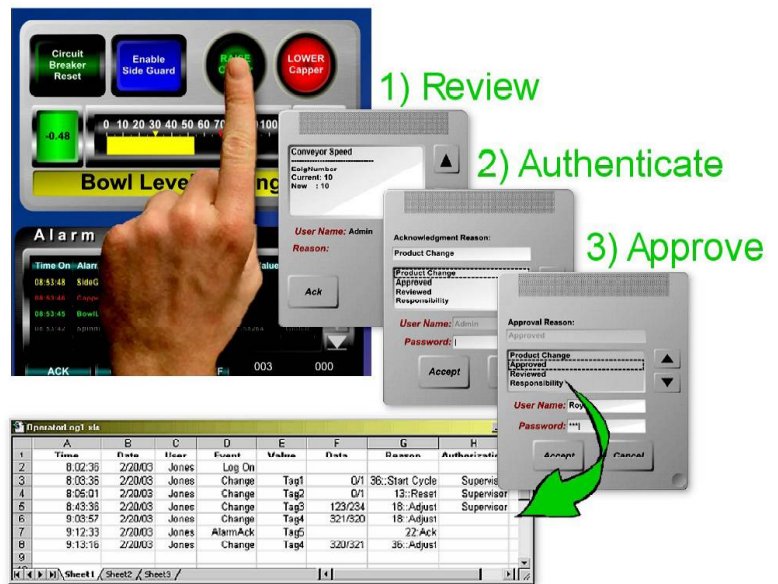 Circuit
Breaker
Reset
Enable
Side Guard
LOWER
Capper
-0.48
0 10 20 30 40 50 60 70 100
Bowl Level
Alarm
Time On
08:53:48
08:53:46
08:53:45
08:53:42
ACK
003 000
1) Review
Conveyor Speed
Current: 10
New : 10
User Name: Admin
Reason:
Ack
2) Authenticate
Acknowledgment Reason:
Product Change
Product Change
Approved
Reviewed
Responsibility
User Name: Admin
Password:
Accept
3) Approve
Approval Reason:
Approved
Product Change
Approved
Reviewed
Responsibility
User Name: Roy
Password: ***
Accept Cancel
OperatorLog1.xls
A B C D E F G H
1 Time Date User Event Value Data Reason
2 8:02:36 2/20/03 Jones Log On
3 8:03:36 2/20/03 Jones Change Tag1 0/1 36::Start Cycle Supervisor
4 8:05:01 2/20/03 Jones Change Tag2 0/1 13::Reset Supervisor
5 8:43:36 2/20/03 Jones Change Tag3 123/234 18::Adjust Supervisor
6 9:03:57 2/20/03 Jones Change Tag4 321/320 18::Adjust
7 9:12:33 2/20/03 Jones AlarmAck Tag5 22:Ack
8 9:13:16 2/20/03 Jones Change Tag4 320/321 36::Adjust
9
Sheet1 Sheet2 Sheet3